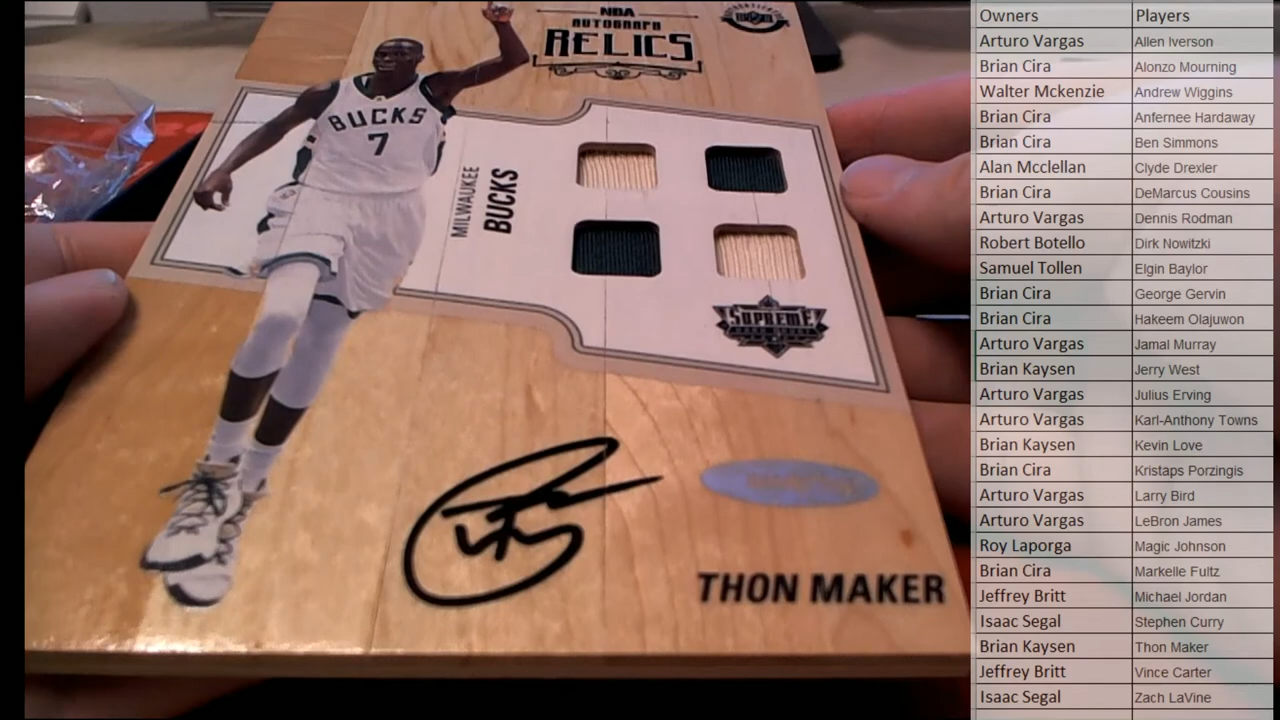 NBA
AUTOGRAPH
RELICS
BUCKS
7
MILWAUKEE
BUCKS
SUPREME
HARD COURT
THON MAKER
Owners Players
Arturo Vargas Allen Iverson
Brian Cira Alonzo Mourning
Walter Mckenzie Andrew Wiggins
Brian Cira Anfernee Hardaway
Brian Cira Ben Simmons
Alan Mcclellan Clyde Drexler
Brian Cira DeMarcus Cousins
Arturo Vargas Dennis Rodman
Robert Botello Dirk Nowitzki
Samuel Tollen Elgin Baylor
Brian Cira George Gervin
Brian Cira Hakeem Olajuwon
Arturo Vargas Jamal Murray
Brian Kaysen Jerry West
Arturo Vargas Julius Erving
Arturo Vargas Karl-Anthony Towns
Brian Kaysen Kevin Love
Brian Cira Kristaps Porzingis
Arturo Vargas Larry Bird
Arturo Vargas LeBron James
Roy Laporga Magic Johnson
Brian Cira Markelle Fultz
Jeffrey Britt Michael Jordan
Isaac Segal Stephen Curry
Brian Kaysen Thon Maker
Jeffrey Britt Vince Carter
Isaac Segal Zach LaVine